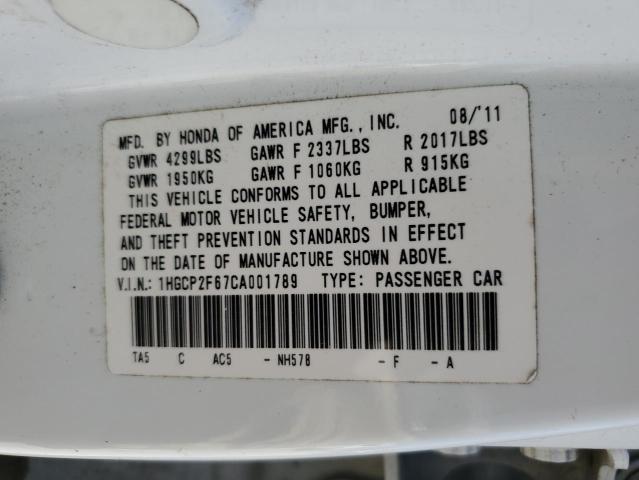 MFD. BY HONDA OF AMERICA MFG., INC. 08/'11
GVWR 4299LBS GAWR F 2337LBS R 2017LBS
GVWR 1950KG GAWR F 1060KG R 915KG
THIS VEHICLE CONFORMS TO ALL APPLICABLE
FEDERAL MOTOR VEHICLE SAFETY, BUMPER,
AND THEFT PREVENTION STANDARDS IN EFFECT
ON THE DATE OF MANUFACTURE SHOWN ABOVE.
V.I.N.: 1HGCP2F67CA001789 TYPE: PASSENGER CAR
TA5 C AC5 - NH578 - F - A